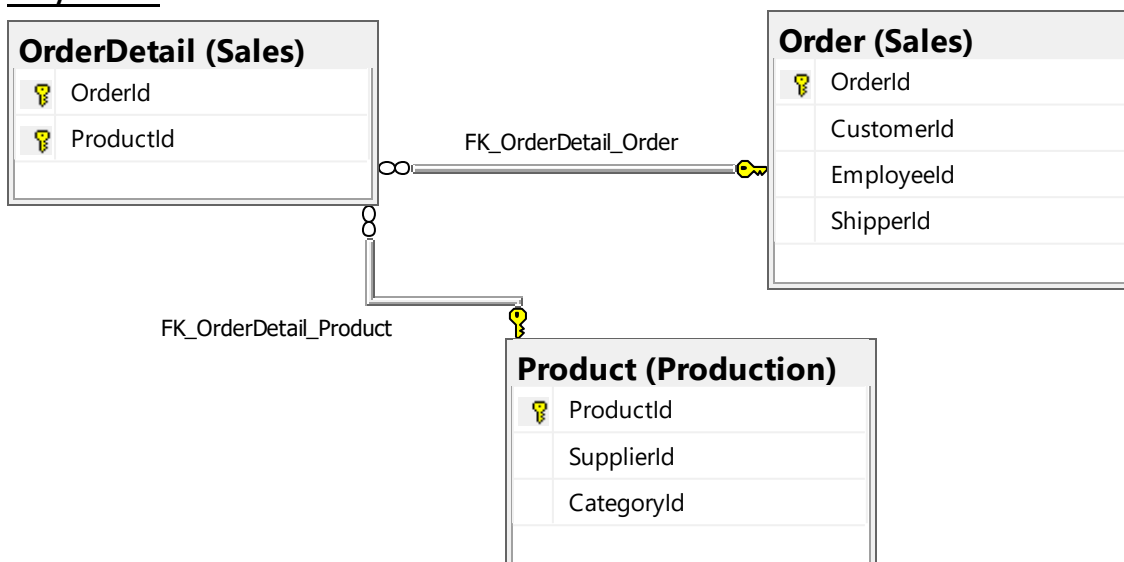 OrderDetail (Sales)
OrderId
ProductId
FK_OrderDetail_Order
Order (Sales)
OrderId
CustomerId
EmployeeId
ShipperId
FK_OrderDetail_Product
Product (Production)
ProductId
SupplierId
CategoryId